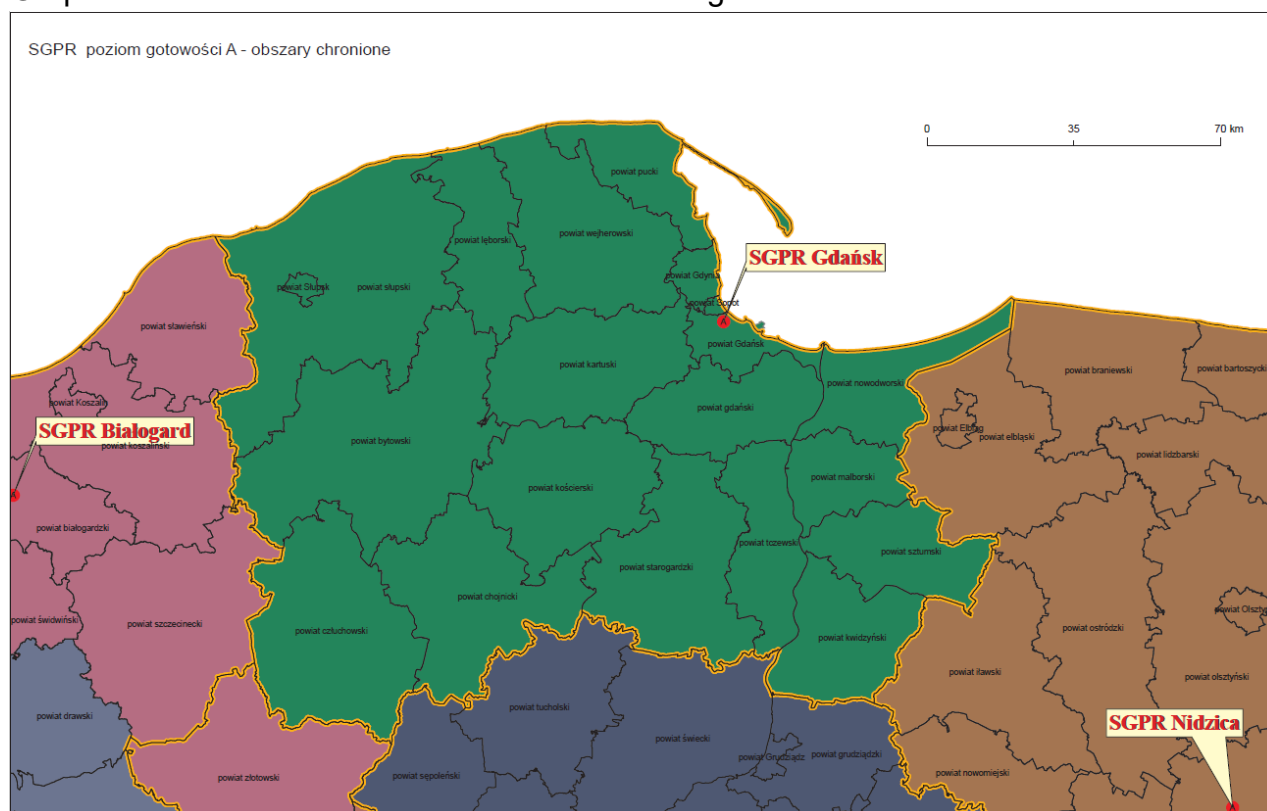 SGPR poziom gotowości A - obszary chronione
0 35 70 km
powiat pucki
powiat wejherowski
powiat lęborski
SGPR Gdańsk
powiat Gdynia
powiat Słupsk
powiat słupski
powiat Sopot
powiat sławieński
powiat Gdańsk
A
powiat kartuski
powiat nowodworski
powiat braniewski
powiat bartoszycki
powiat Koszalin
powiat gdański
SGPR Białogard
powiat koszaliński
powiat bytowski
powiat Elbląg
powiat elbląski
powiat lidzbarski
powiat malborski
powiat kościerski
A
powiat białogardzki
powiat tczewski
powiat sztumski
powiat starogardzki
powiat chojnicki
powiat Olsztyn
powiat świdwiński
powiat szczecinecki
powiat człuchowski
powiat kwidzyński
powiat ostródzki
powiat iławski
powiat olsztyński
powiat tucholski
powiat drawski
SGPR Nidzica
powiat świecki
powiat Grudziądz
powiat grudziądzki
powiat nowomiejski
powiat złotowski
powiat sępoleński
A